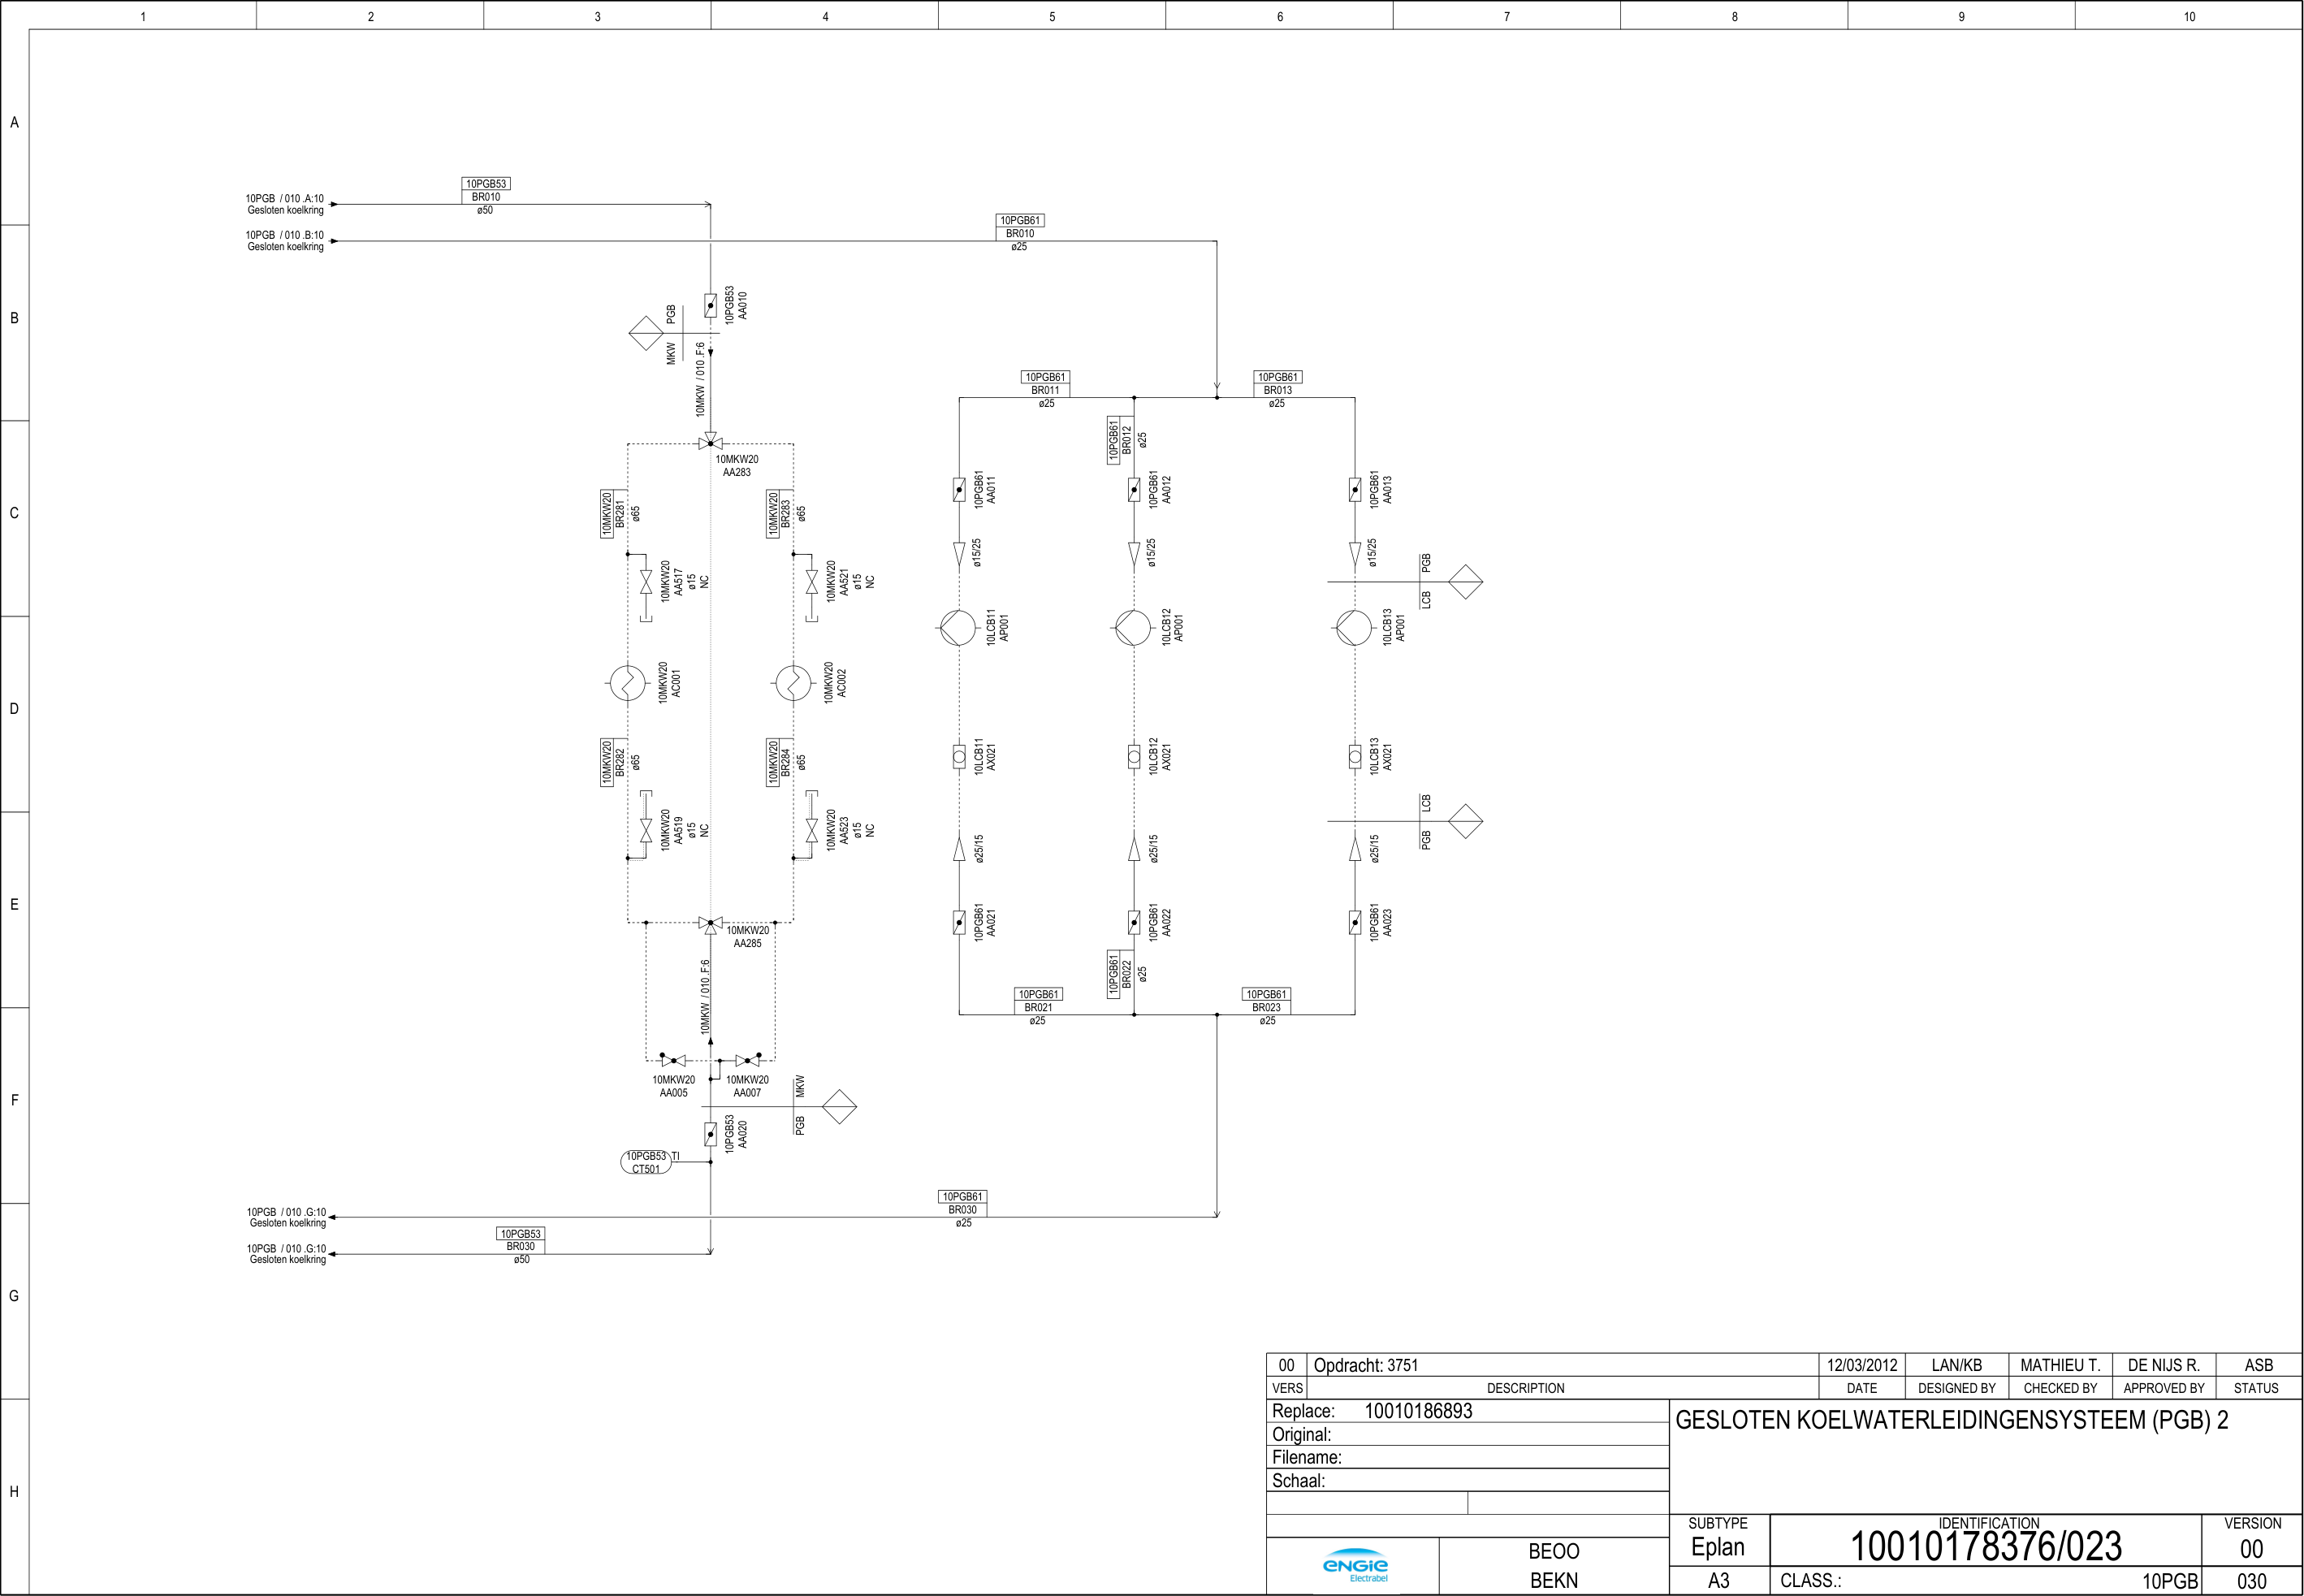 1 2 3 4 5 6 7 8 9 10
A
B
C
D
E
F
G
H
10PGB / 010 .A:10
Gesloten koelkring
10PGB53
BR010
ø50
10PGB / 010 .B:10
Gesloten koelkring
10PGB61
BR010
ø25
10PGB53
AA010
PGB
MKW
10MKW / 010 .F:6
10MKW20
AA283
10MKW20
BR281
ø65
10MKW20
BR283
ø65
10MKW20
AA517
ø15
NC
10MKW20
AA521
ø15
NC
10MKW20
AC001
10MKW20
AC002
10MKW20
BR282
ø65
10MKW20
BR284
ø65
10MKW20
AA519
ø15
NC
10MKW20
AA523
ø15
NC
10MKW20
AA285
10MKW / 010 .F:6
10MKW20
AA005
10MKW20
AA007
MKW
PGB
10PGB53
AA020
10PGB53
CT501
TI
10PGB61
BR011
ø25
10PGB61
BR013
ø25
10PGB61
BR012
ø25
10PGB61
AA011
10PGB61
AA012
10PGB61
AA013
ø15/25
ø15/25
ø15/25
PGB
LCB
10LCB11
AP001
10LCB12
AP001
10LCB13
AP001
10LCB11
AX021
10LCB12
AX021
10LCB13
AX021
LCB
PGB
ø25/15
ø25/15
ø25/15
10PGB61
AA021
10PGB61
AA022
10PGB61
AA023
10PGB61
BR022
ø25
10PGB61
BR021
ø25
10PGB61
BR023
ø25
10PGB / 010 .G:10
Gesloten koelkring
10PGB61
BR030
ø25
10PGB / 010 .G:10
Gesloten koelkring
10PGB53
BR030
ø50
00 Opdracht: 3751 12/03/2012 LAN/KB MATHIEU T. DE NIJS R. ASB
VERS DESCRIPTION DATE DESIGNED BY CHECKED BY APPROVED BY STATUS
Replace: 10010186893
Original:
Filename:
Schaal:
GESLOTEN KOELWATERLEIDINGENSYSTEEM (PGB) 2
ENGIE
Electrabel
BEOO
BEKN
SUBTYPE
Eplan
A3
IDENTIFICATION
10010178376/023
CLASS.: 10PGB
VERSION
00
030